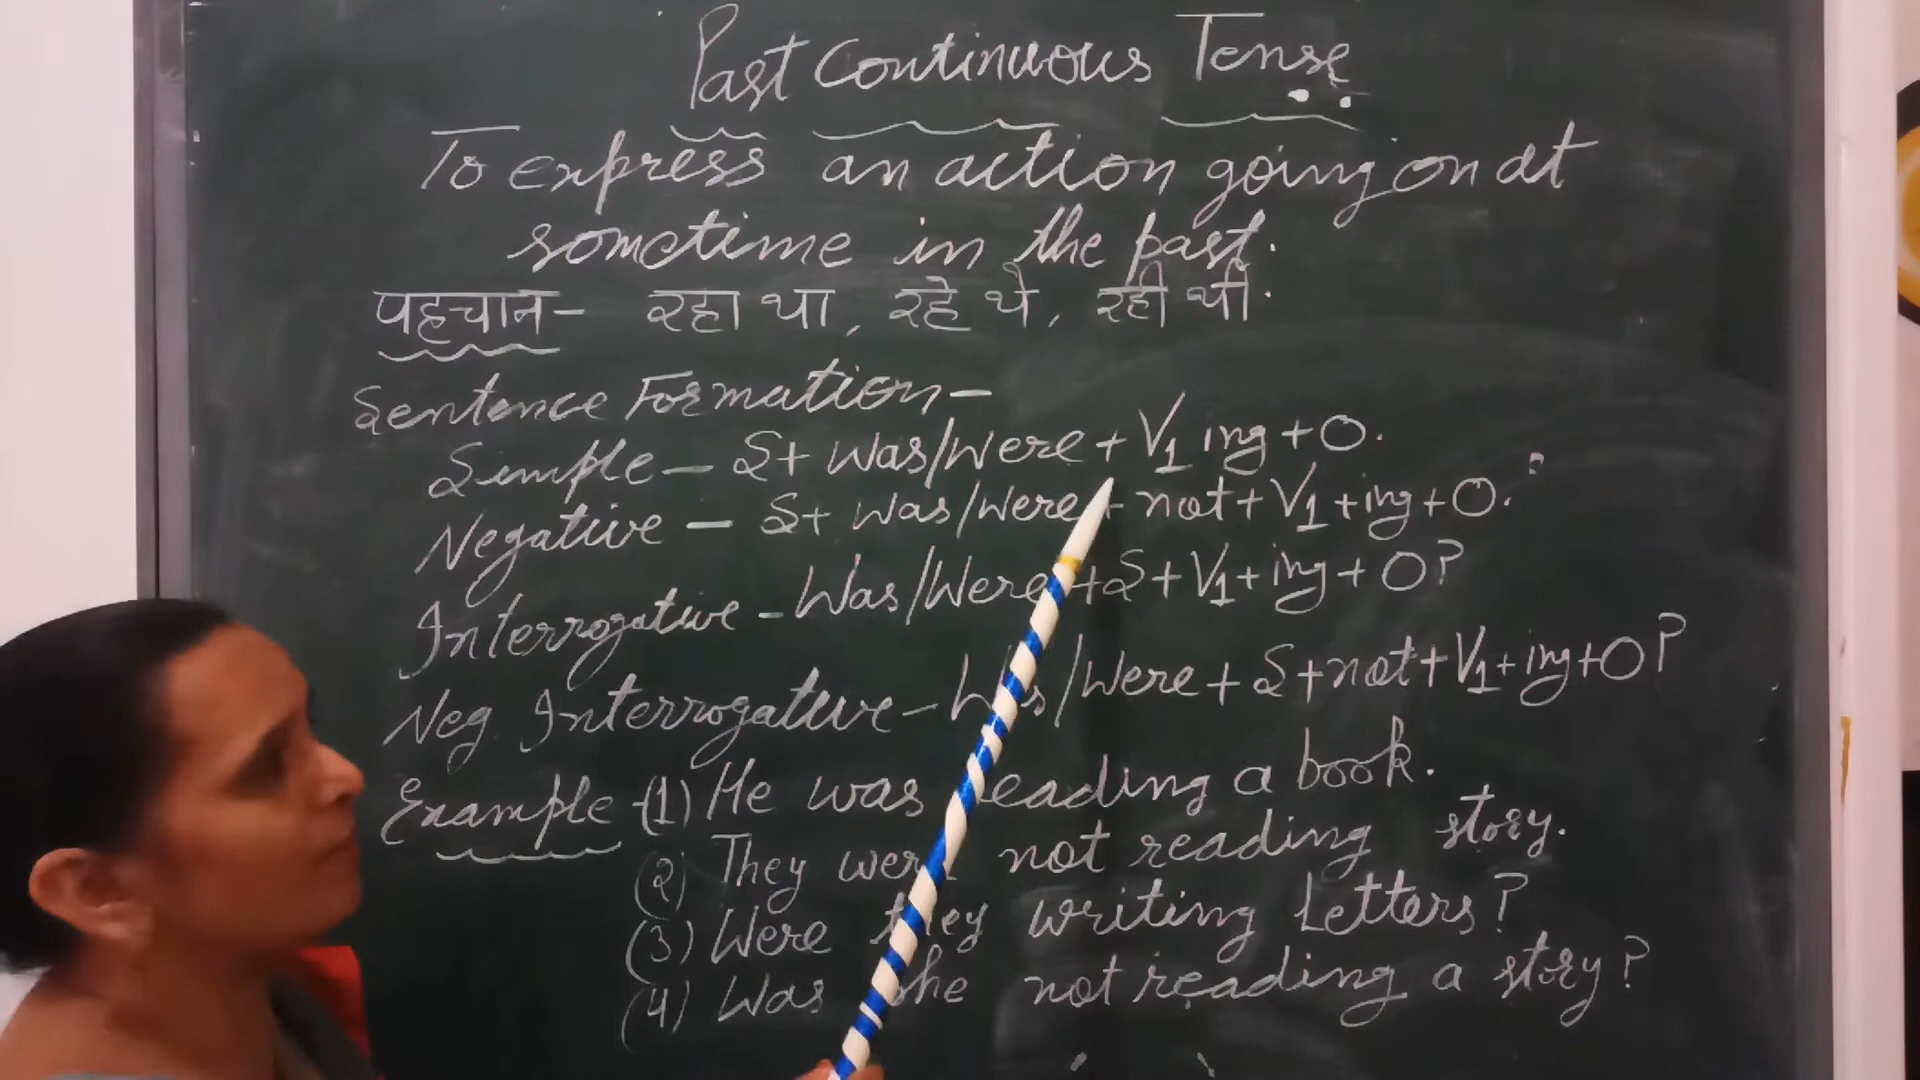 Past Continuous Tense
To express an action going on at
sometime in the past.
पहचान- रहा था, रहे थे, रही थी.
Sentence Formation-
Simple- S+ Was/Were + V1 ing + O.
Negative - S+ Was/Were + not + V1 + ing + O.
Interrogative - Was/Were + S + V1 + ing + O?
Neg Interrogative - Was/Were + S + not + V1 + ing + O?
Example -(1) He was reading a book.
(2) They were not reading story.
(3) Were they writing Letters?
(4) Was he not reading a story?